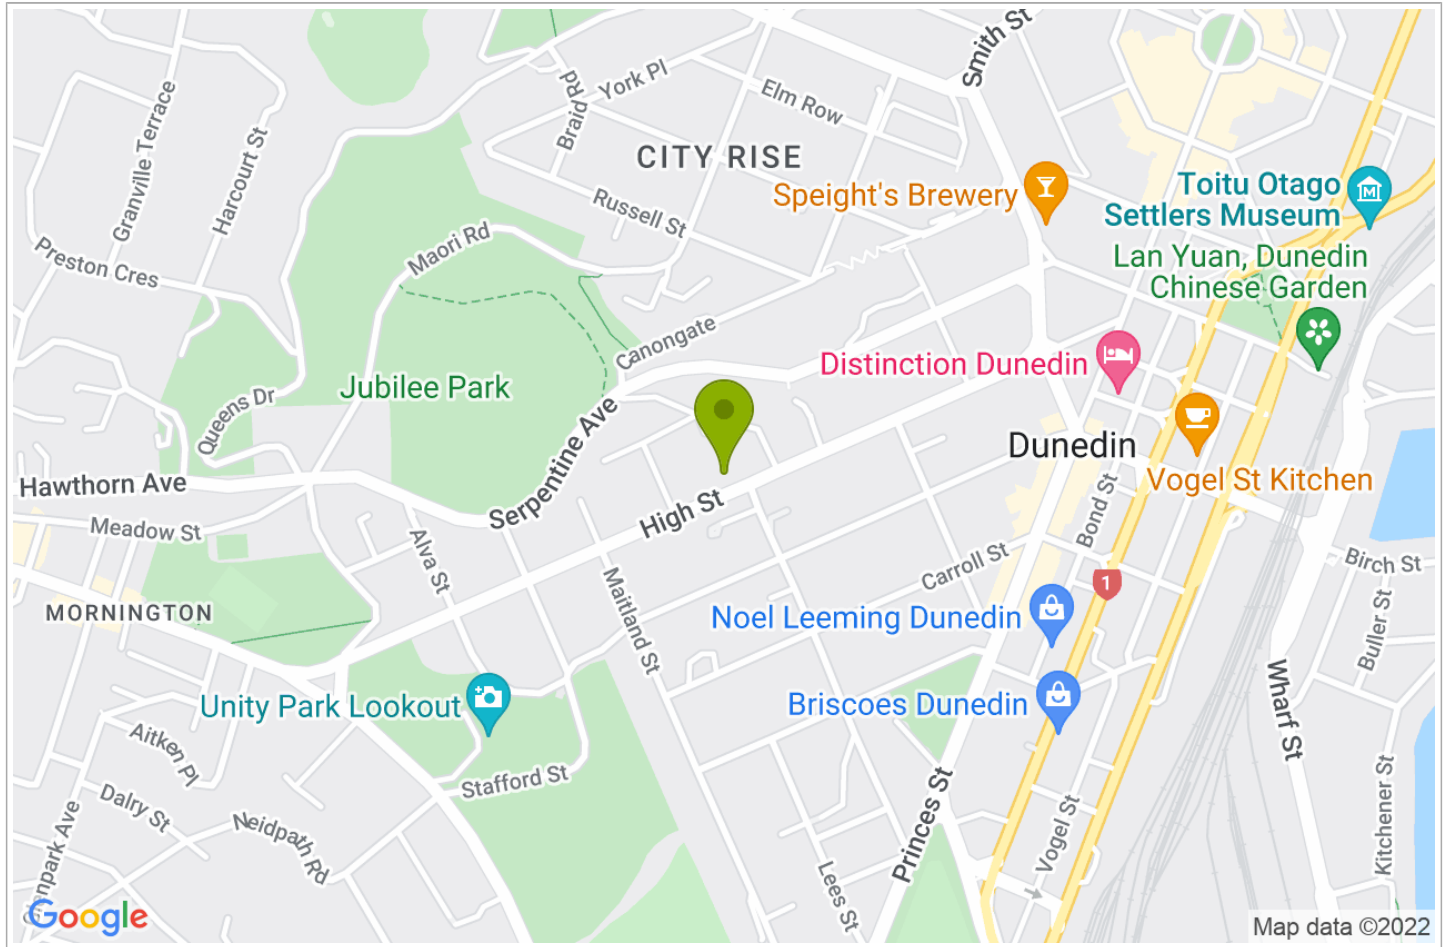 Smith St
York Pl
Braid Rd
Elm Row
Granville Terrace
Harcourt St
CITY RISE
Speight's Brewery
Toitu Otago
Settlers Museum
Russell St
Maori Rd
Preston Cres
Lan Yuan, Dunedin
Chinese Garden
Canongate
Distinction Dunedin
Jubilee Park
Queens Dr
Serpentine Ave
Dunedin
Hawthorn Ave
High St
Vogel St Kitchen
Bond St
Meadow St
Alva St
Carroll St
Birch St
1
MORNINGTON
Maitland St
Noel Leeming Dunedin
Buller St
Unity Park Lookout
Briscoes Dunedin
Wharf St
Aitken Pl
Stafford St
Dalry St
Neidpath Rd
Princes St
Vogel St
Kitchener St
Lees St
Google
Map data ©2022